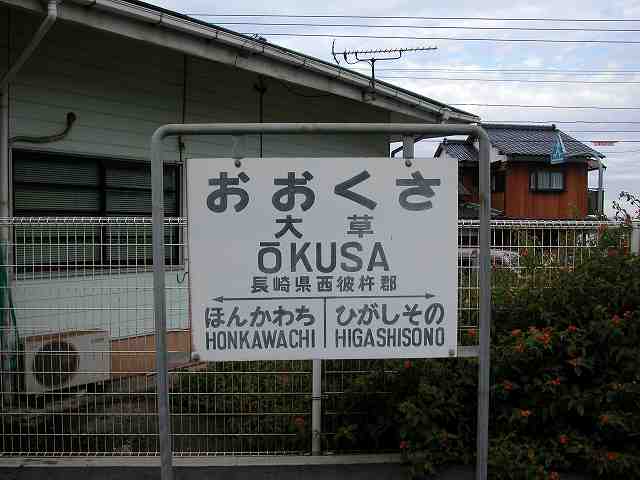 おおくさ
大草
ŌKUSA
長崎県西彼杵郡
ほんかわち ひがしその
HONKAWACHI HIGASHISONO